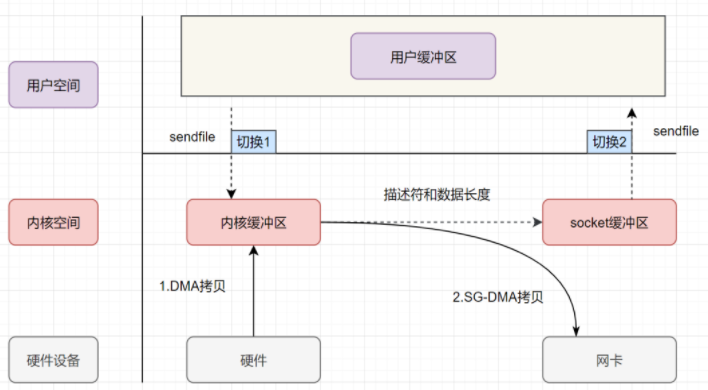 用户缓冲区
用户空间
sendfile
切换1
切换2
sendfile
描述符和数据长度
内核空间
内核缓冲区
socket缓冲区
1.DMA拷贝
2.SG-DMA拷贝
硬件设备
硬件
网卡